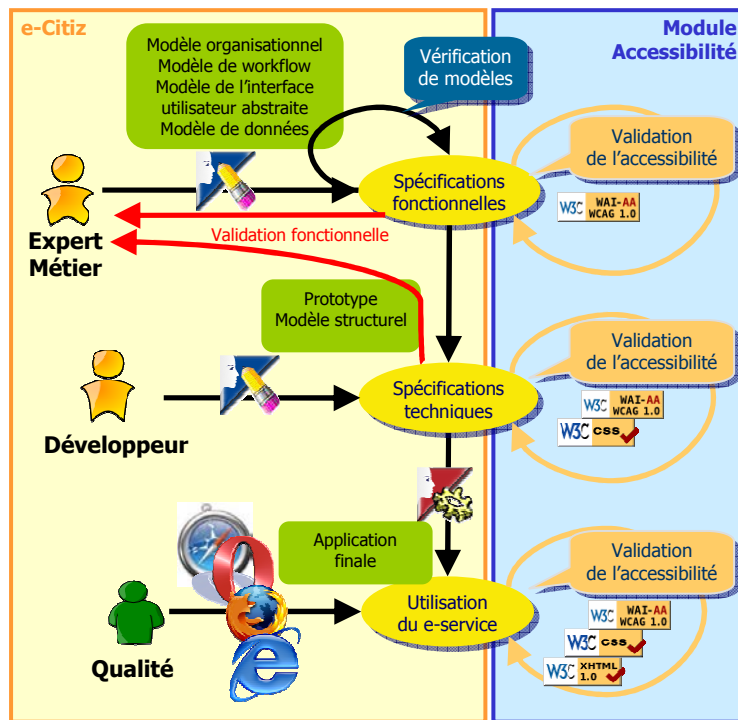 e-Citiz
Module
Accessibilité
Modèle organisationnel
Modèle de workflow
Modèle de l'interface
utilisateur abstraite
Modèle de données
Vérification
de modèles
Validation
de l'accessibilité
Spécifications
fonctionnelles
W3C WAI-AA
WCAG 1.0
Expert
Métier
Validation fonctionnelle
Prototype
Modèle structurel
Validation
de l'accessibilité
Spécifications
techniques
W3C WAI-AA
WCAG 1.0
W3C css
Développeur
Application
finale
Validation
de l'accessibilité
Utilisation
du e-service
W3C WAI-AA
WCAG 1.0
W3C css
W3C XHTML
1.0
Qualité